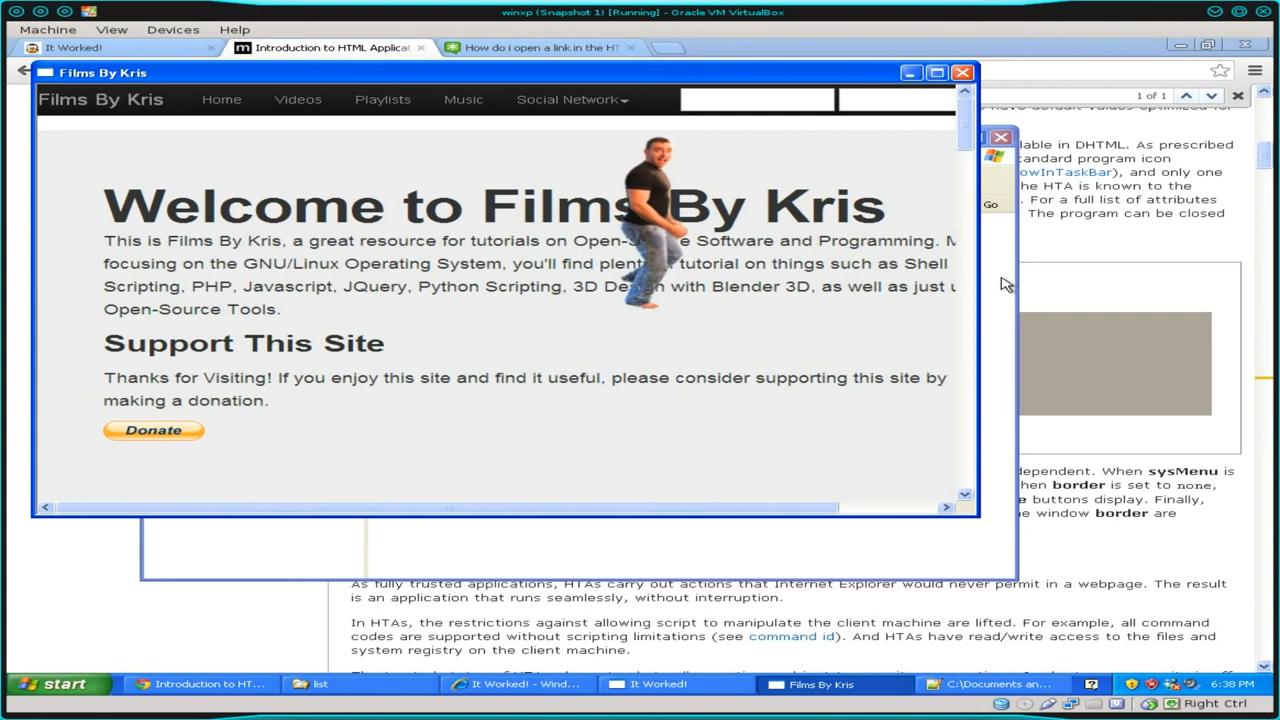 winxp (Snapshot 1) [Running] - Oracle VM VirtualBox
Machine View Devices Help
It Worked!
Introduction to HTML Applicat
How do i open a link in the HT
Films By Kris
1 of 1
Films By Kris Home Videos Playlists Music Social Network
Welcome to Films By Kris
This is Films By Kris, a great resource for tutorials on Open- Software and Programming. M
focusing on the GNU/Linux Operating System, you'll find tutorial on things such as Shell
Scripting, PHP, Javascript, JQuery, Python Scripting, 3D with Blender 3D, as well as just u
Open-Source Tools.
Support This Site
Thanks for Visiting! If you enjoy this site and find it useful, please consider supporting this site by
making a donation.
Donate
lable in DHTML. As prescribed
tandard program icon
owInTaskBar), and only one
he HTA is known to the
. For a full list of attributes
. The program can be closed
Go
dependent. When sysMenu is
hen border is set to none,
e buttons display. Finally,
e window border are
As fully trusted applications, HTAs carry out actions that Internet Explorer would never permit in a webpage. The result
is an application that runs seamlessly, without interruption.
In HTAs, the restrictions against allowing script to manipulate the client machine are lifted. For example, all command
codes are supported without scripting limitations (see command id). And HTAs have read/write access to the files and
system registry on the client machine.
start
Introduction to HT...
list
It Worked! - Wind...
It Worked!
Films By Kris
C:\Documents an...
6:38 PM
Right Ctrl